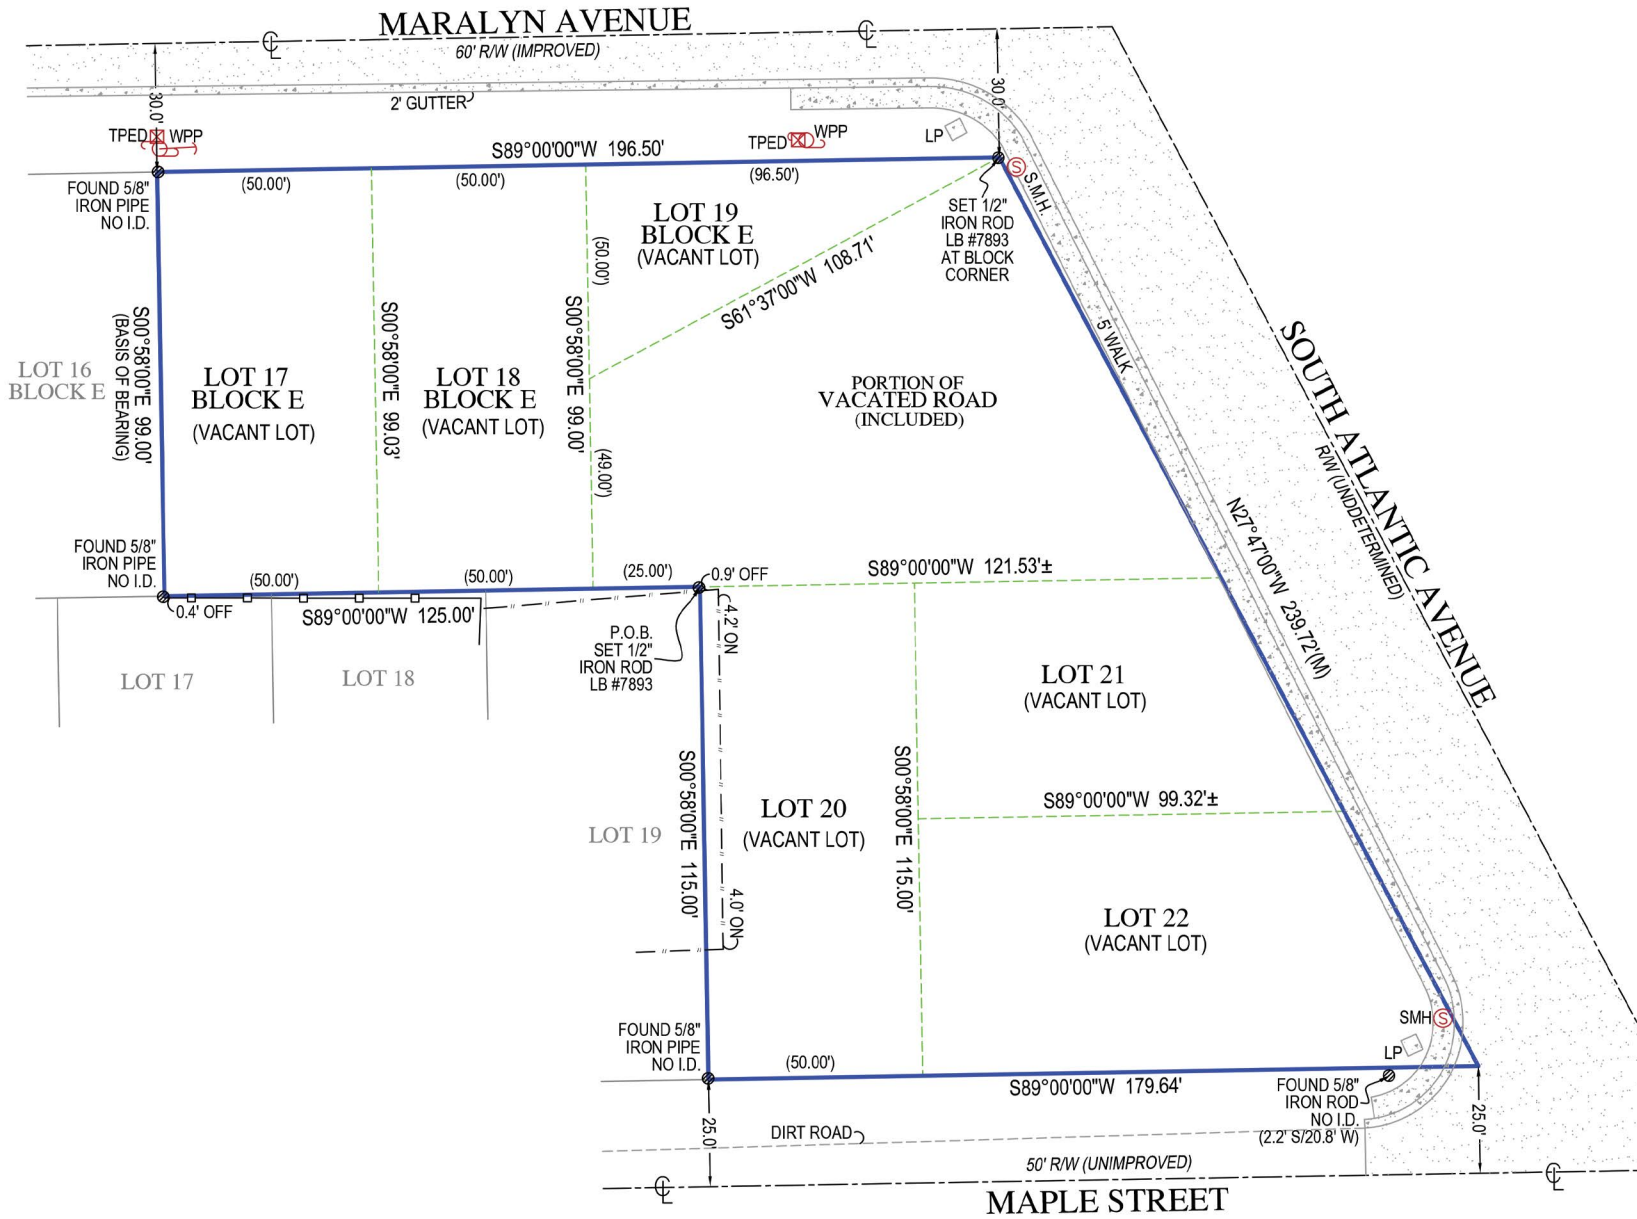 MARALYN AVENUE
60' R/W (IMPROVED)
2' GUTTER
30.0'
30.0'
TPED
WPP
TPED
WPP
LP
S89°00'00"W 196.50'
(50.00')
(50.00')
(96.50')
S.M.H.
FOUND 5/8"
IRON PIPE
NO I.D.
SET 1/2"
IRON ROD
LB #7893
AT BLOCK
CORNER
LOT 19
BLOCK E
(VACANT LOT)
(50.00')
S61°37'00"W 108.71'
5' WALK
S00°58'00"E 99.00'
(BASIS OF BEARING)
S00°58'00"E 99.03'
S00°58'00"E 99.00'
(49.00')
LOT 16
BLOCK E
LOT 17
BLOCK E
(VACANT LOT)
LOT 18
BLOCK E
(VACANT LOT)
PORTION OF
VACATED ROAD
(INCLUDED)
SOUTH ATLANTIC AVENUE
R/W (UNDDETERMINED)
N27°47'00"W 239.72'(M)
FOUND 5/8"
IRON PIPE
NO I.D.
(50.00')
(50.00')
(25.00')
0.9' OFF
S89°00'00"W 121.53'±
0.4' OFF
S89°00'00"W 125.00'
4.2' ON
P.O.B.
SET 1/2"
IRON ROD
LB #7893
LOT 17
LOT 18
LOT 21
(VACANT LOT)
S00°58'00"E 115.00'
S00°58'00"E 115.00'
S89°00'00"W 99.32'±
LOT 19
LOT 20
(VACANT LOT)
4.0' ON
LOT 22
(VACANT LOT)
SMH
LP
FOUND 5/8"
IRON PIPE
NO I.D.
(50.00')
S89°00'00"W 179.64'
FOUND 5/8"
IRON ROD
NO I.D.
(2.2' S/20.8' W)
25.0'
25.0'
DIRT ROAD
50' R/W (UNIMPROVED)
MAPLE STREET